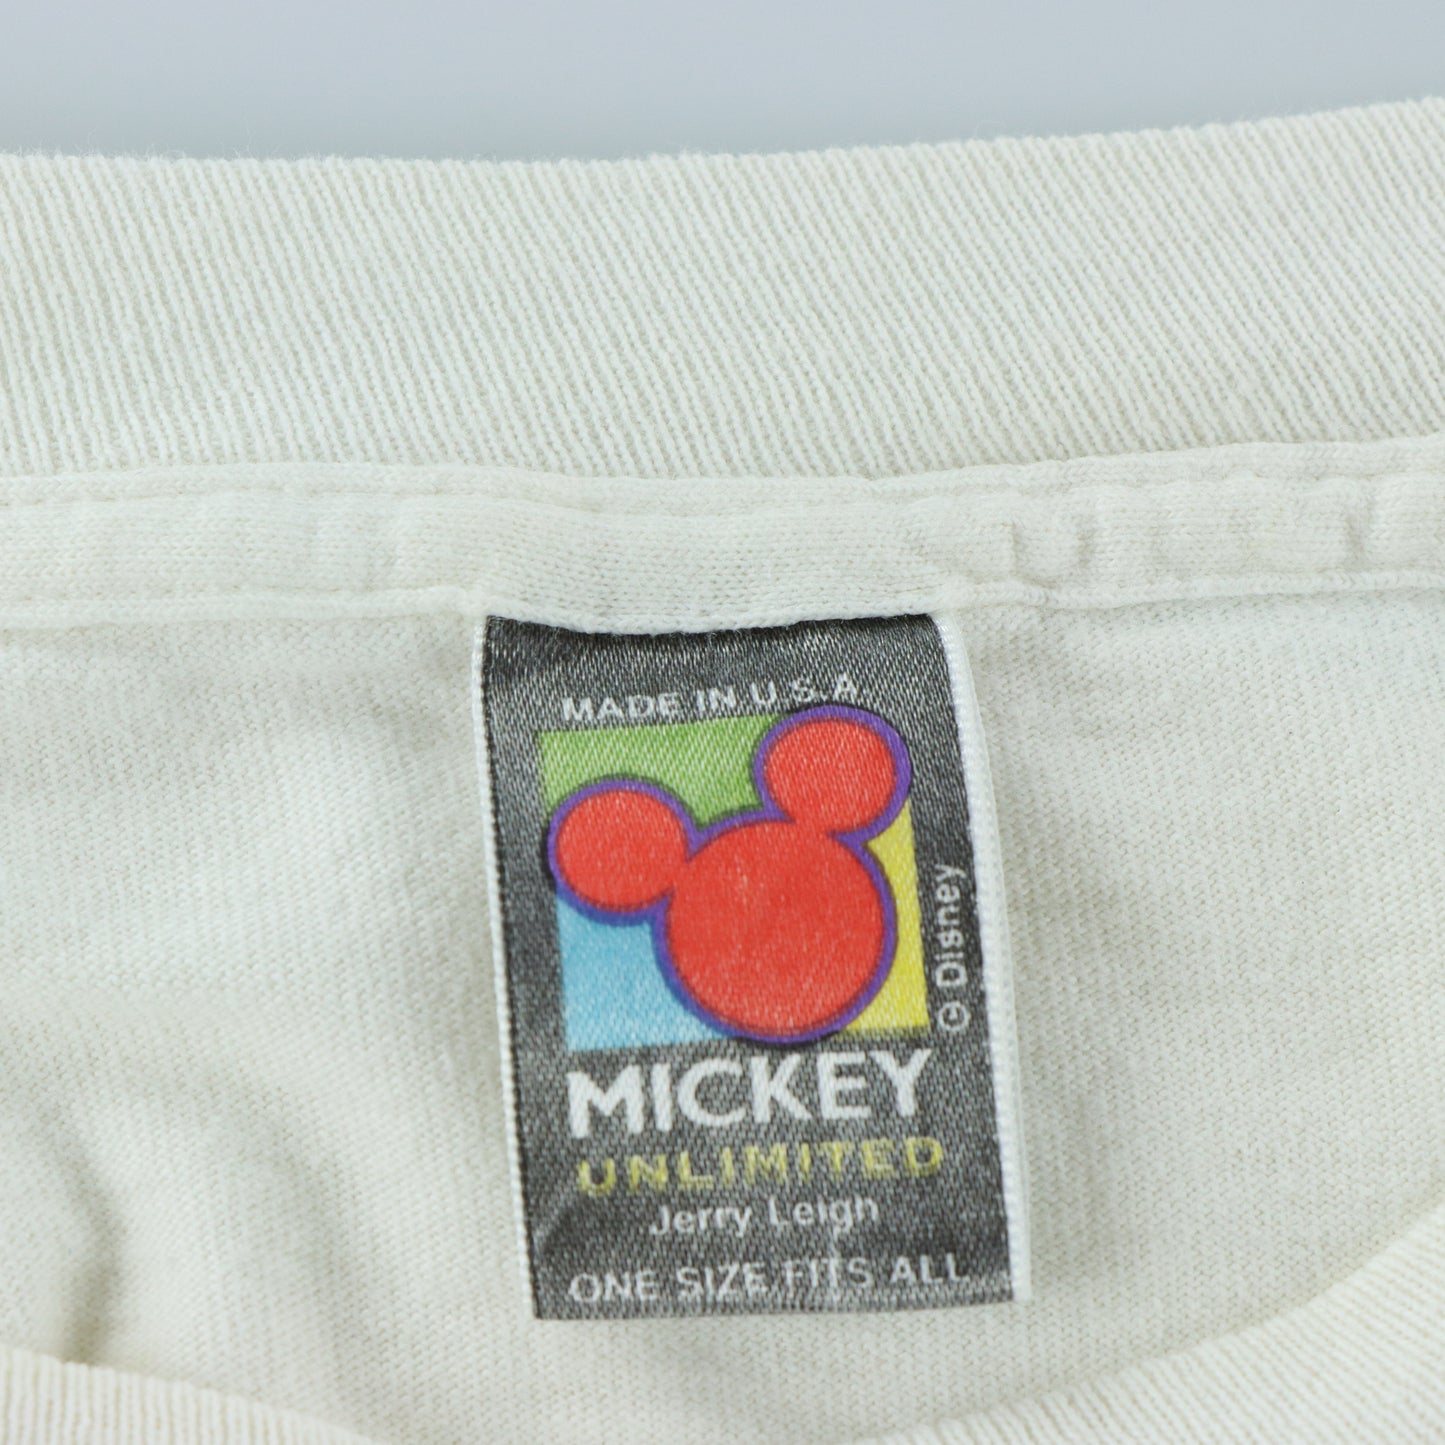 MADE IN U.S.A.
© Disney
MICKEY
UNLIMITED
Jerry Leigh
ONE SIZE FITS ALL